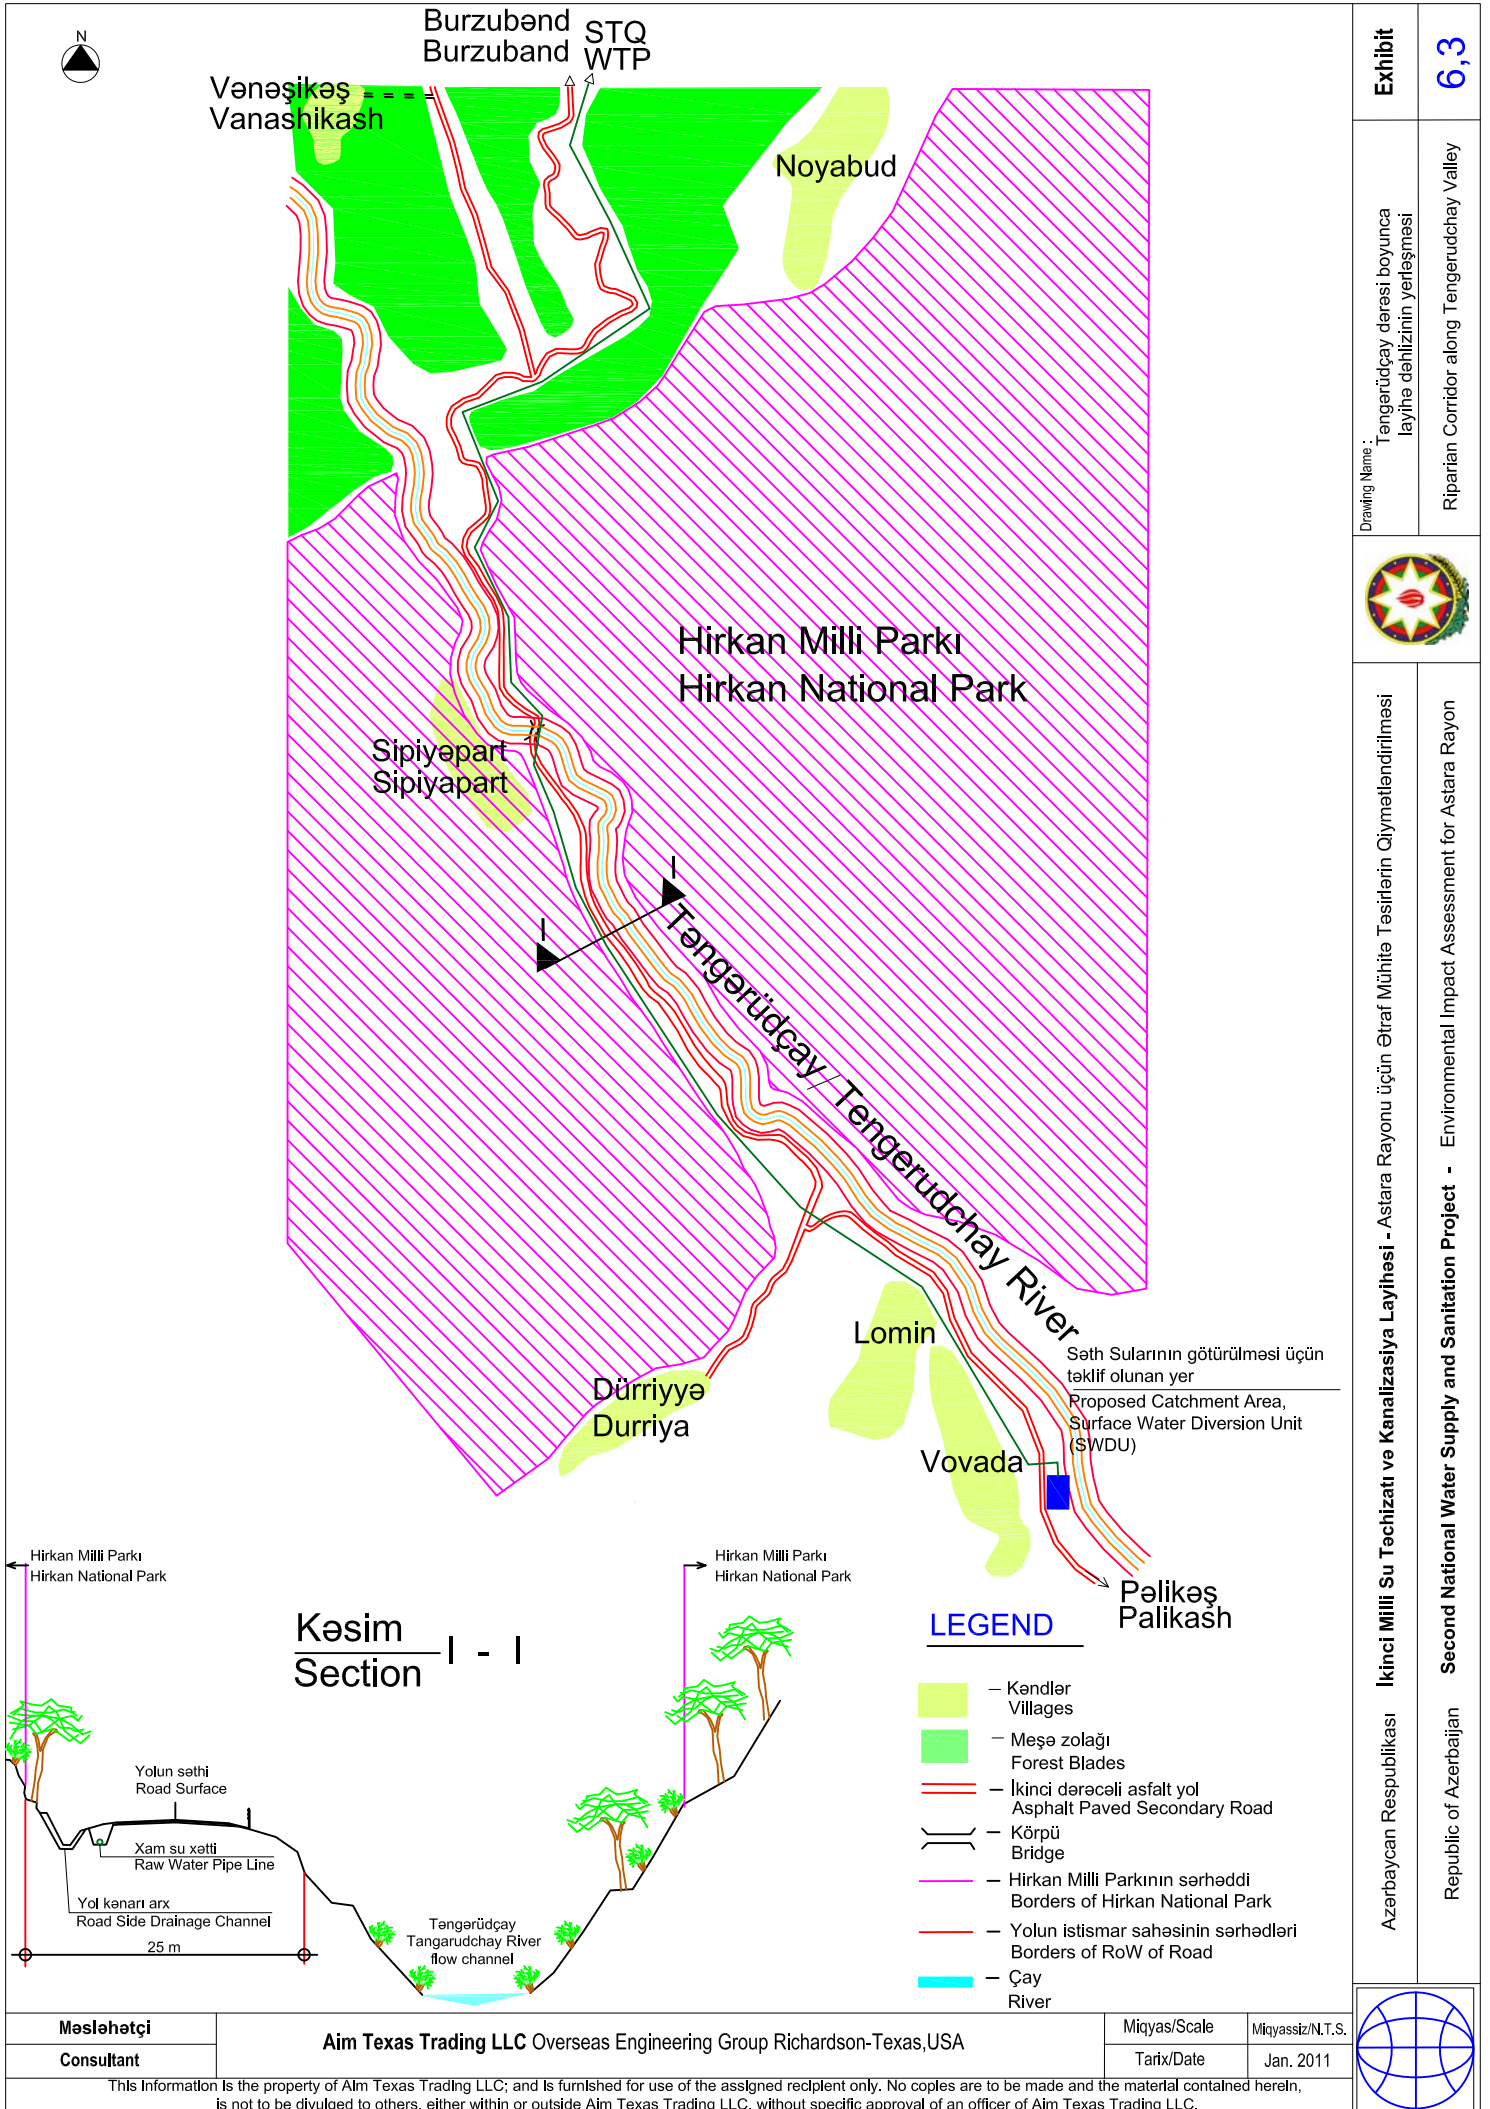 N
Burzubənd
Burzuband
STQ
WTP
Vənəşikəş
Vanashikash
Noyabud
Hirkan Milli Parkı
Hirkan National Park
Sipiyəpart
Sipiyapart
I
I
Təngərüdçay / Tengerudchay River
Lomin
Dürriyyə
Durriya
Vovada
Səth Sularının götürülməsi üçün
təklif olunan yer
Proposed Catchment Area,
Surface Water Diversion Unit
(SWDU)
Pəlikəş
Palikash
Hirkan Milli Parkı
Hirkan National Park
Hirkan Milli Parkı
Hirkan National Park
Kəsim
Section
I - I
Yolun səthi
Road Surface
Xam su xətti
Raw Water Pipe Line
Yol kənarı arx
Road Side Drainage Channel
25 m
Təngərüdçay
Tangarudchay River
flow channel
LEGEND
– Kəndlər
Villages
– Meşə zolağı
Forest Blades
– İkinci dərəcəli asfalt yol
Asphalt Paved Secondary Road
– Körpü
Bridge
– Hirkan Milli Parkının sərhəddi
Borders of Hirkan National Park
– Yolun istismar sahəsinin sərhədləri
Borders of RoW of Road
– Çay
River
Exhibit
6,3
Drawing Name :
Təngərüdçay dərəsi boyunca
layihə dəhlizinin yerləşməsi
Riparian Corridor along Tengerudchay Valley
Azərbaycan Respublikası İkinci Milli Su Təchizatı və Kanalizasiya Layihəsi - Astara Rayonu üçün Ətraf Mühitə Təsirlərin Qiymətləndirilməsi
Republic of Azerbaijan Second National Water Supply and Sanitation Project - Environmental Impact Assessment for Astara Rayon
Məsləhətçi
Consultant
Aim Texas Trading LLC Overseas Engineering Group Richardson-Texas,USA
Miqyas/Scale
Miqyassiz/N.T.S.
Tarix/Date
Jan. 2011
This information is the property of Aim Texas Trading LLC; and is furnished for use of the assigned recipient only. No copies are to be made and the material contained herein,
is not to be divulged to others, either within or outside Aim Texas Trading LLC, without specific approval of an officer of Aim Texas Trading LLC.